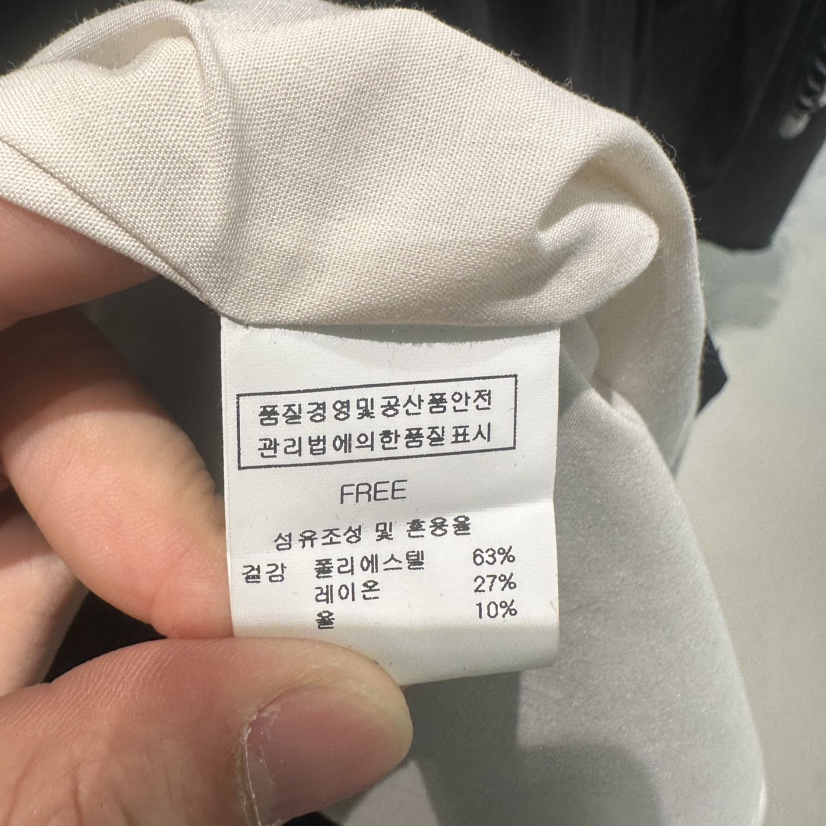 품질경영및공산품안전
관리법에의한품질표시
FREE
섬유조성 및 혼용율
겉감 폴리에스텔 63%
레이온 27%
울 10%